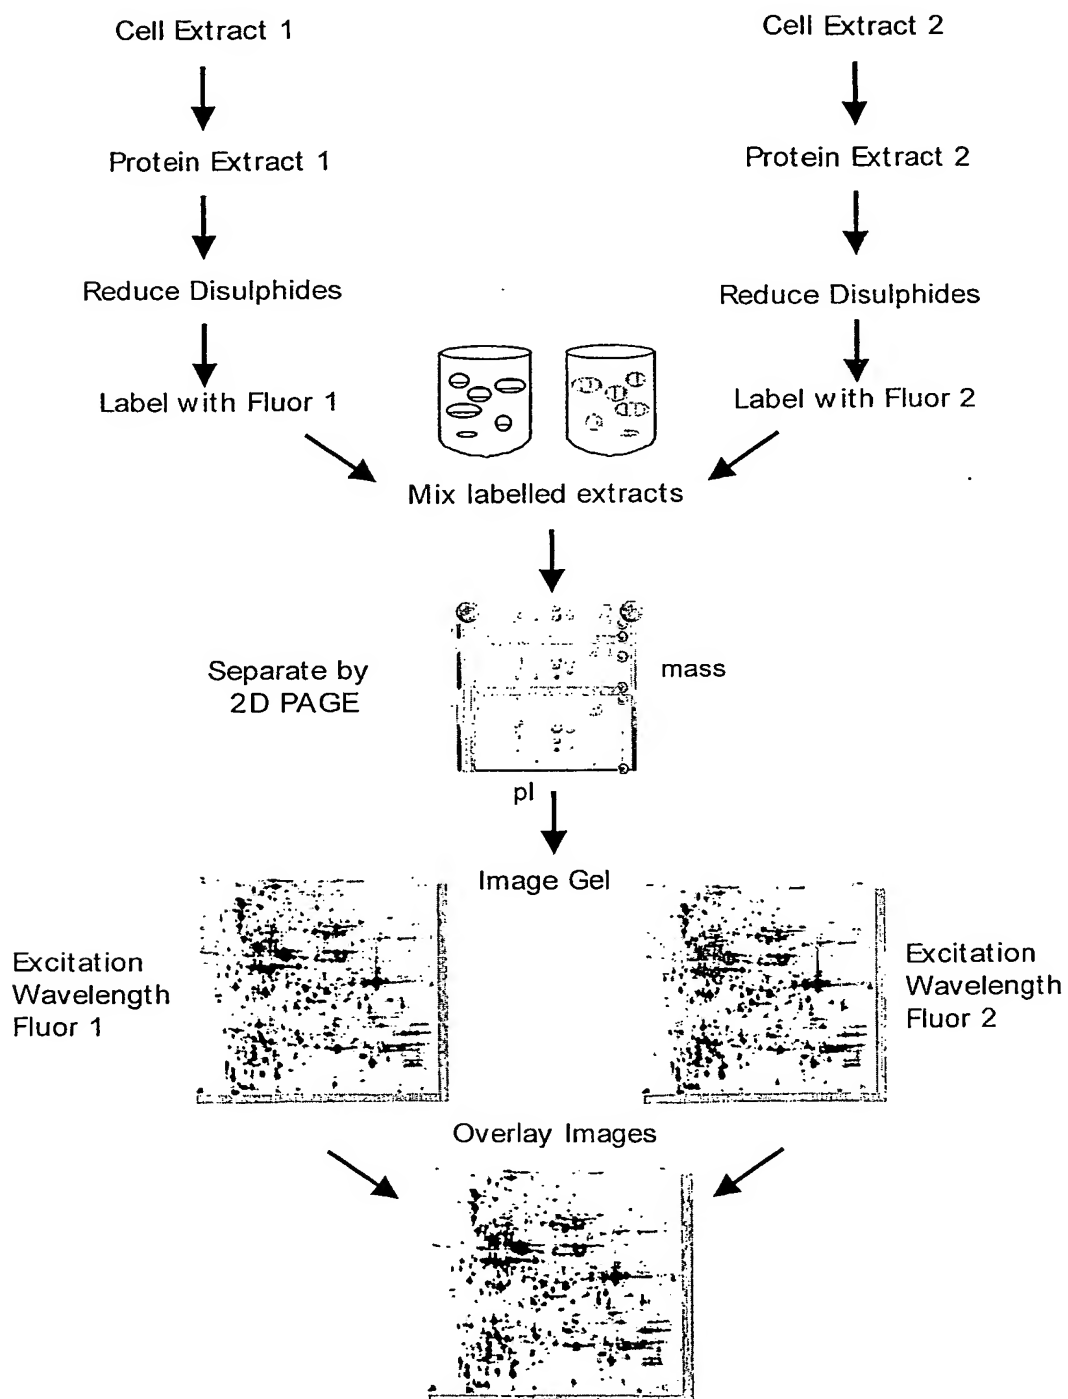 Cell Extract 1
Cell Extract 2
Protein Extract 1
Protein Extract 2
Reduce Disulphides
Reduce Disulphides
Label with Fluor 1
Label with Fluor 2
Mix labelled extracts
Separate by
2D PAGE
mass
pI
Image Gel
Excitation
Wavelength
Fluor 1
Excitation
Wavelength
Fluor 2
Overlay Images